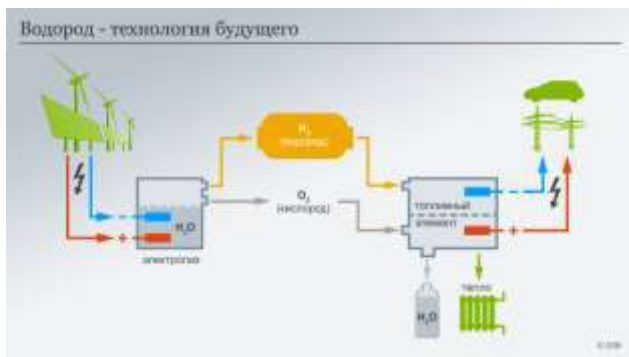 Водород - технология будущего
H₂
(водород)
O₂
(кислород)
H₂O
электролиз
топливный
элемент
тепло
H₂O